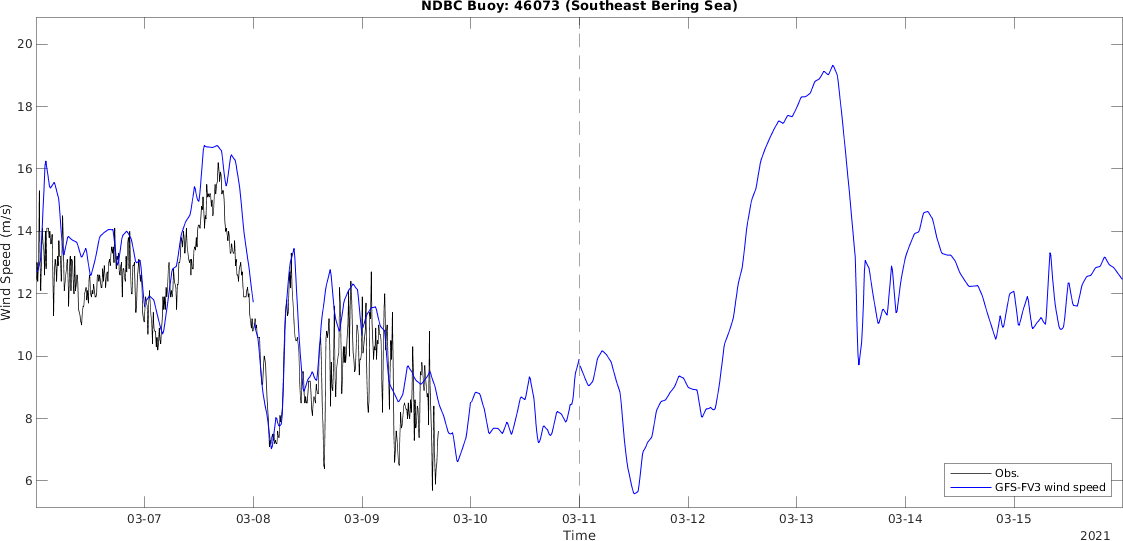 NDBC Buoy: 46073 (Southeast Bering Sea)
20
18
16
14
12
10
8
6
Wind Speed (m/s)
Obs.
GFS-FV3 wind speed
03-07 03-08 03-09 03-10 03-11 03-12 03-13 03-14 03-15
Time
2021